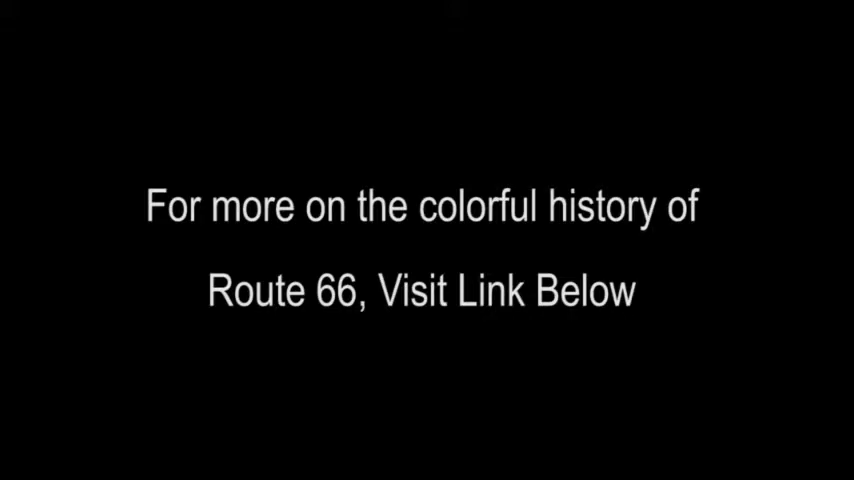 For more on the colorful history of
Route 66, Visit Link Below